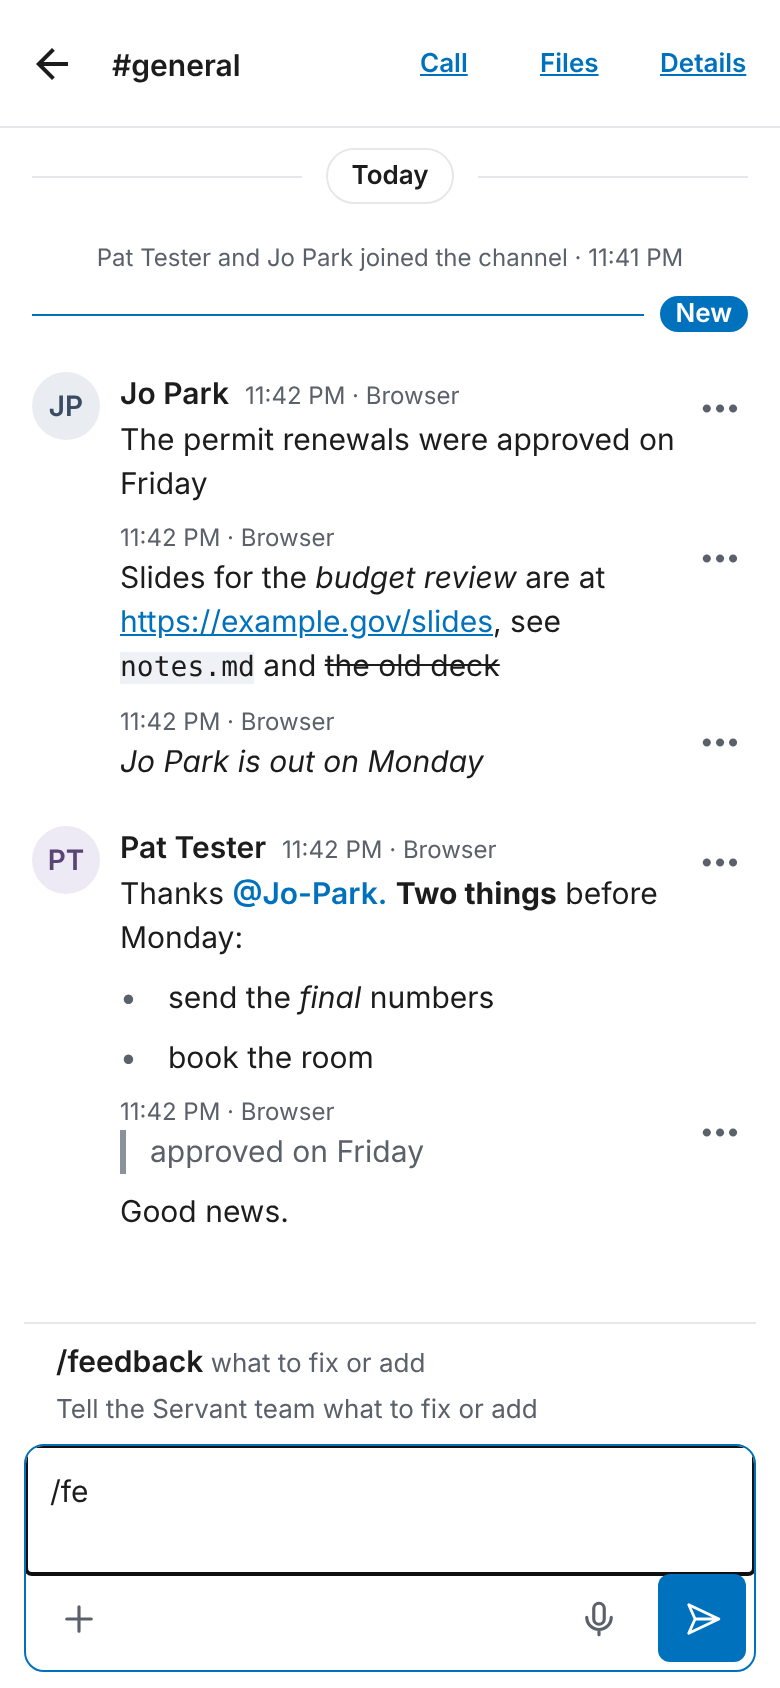 #general Call Files Details
Today
Pat Tester and Jo Park joined the channel · 11:41 PM
New
JP
Jo Park 11:42 PM · Browser
The permit renewals were approved on
Friday
11:42 PM · Browser
Slides for the budget review are at
https://example.gov/slides, see
notes.md and the old deck
11:42 PM · Browser
Jo Park is out on Monday
PT
Pat Tester 11:42 PM · Browser
Thanks @Jo-Park. Two things before
Monday:
• send the final numbers
• book the room
11:42 PM · Browser
approved on Friday
Good news.
/feedback what to fix or add
Tell the Servant team what to fix or add
/fe